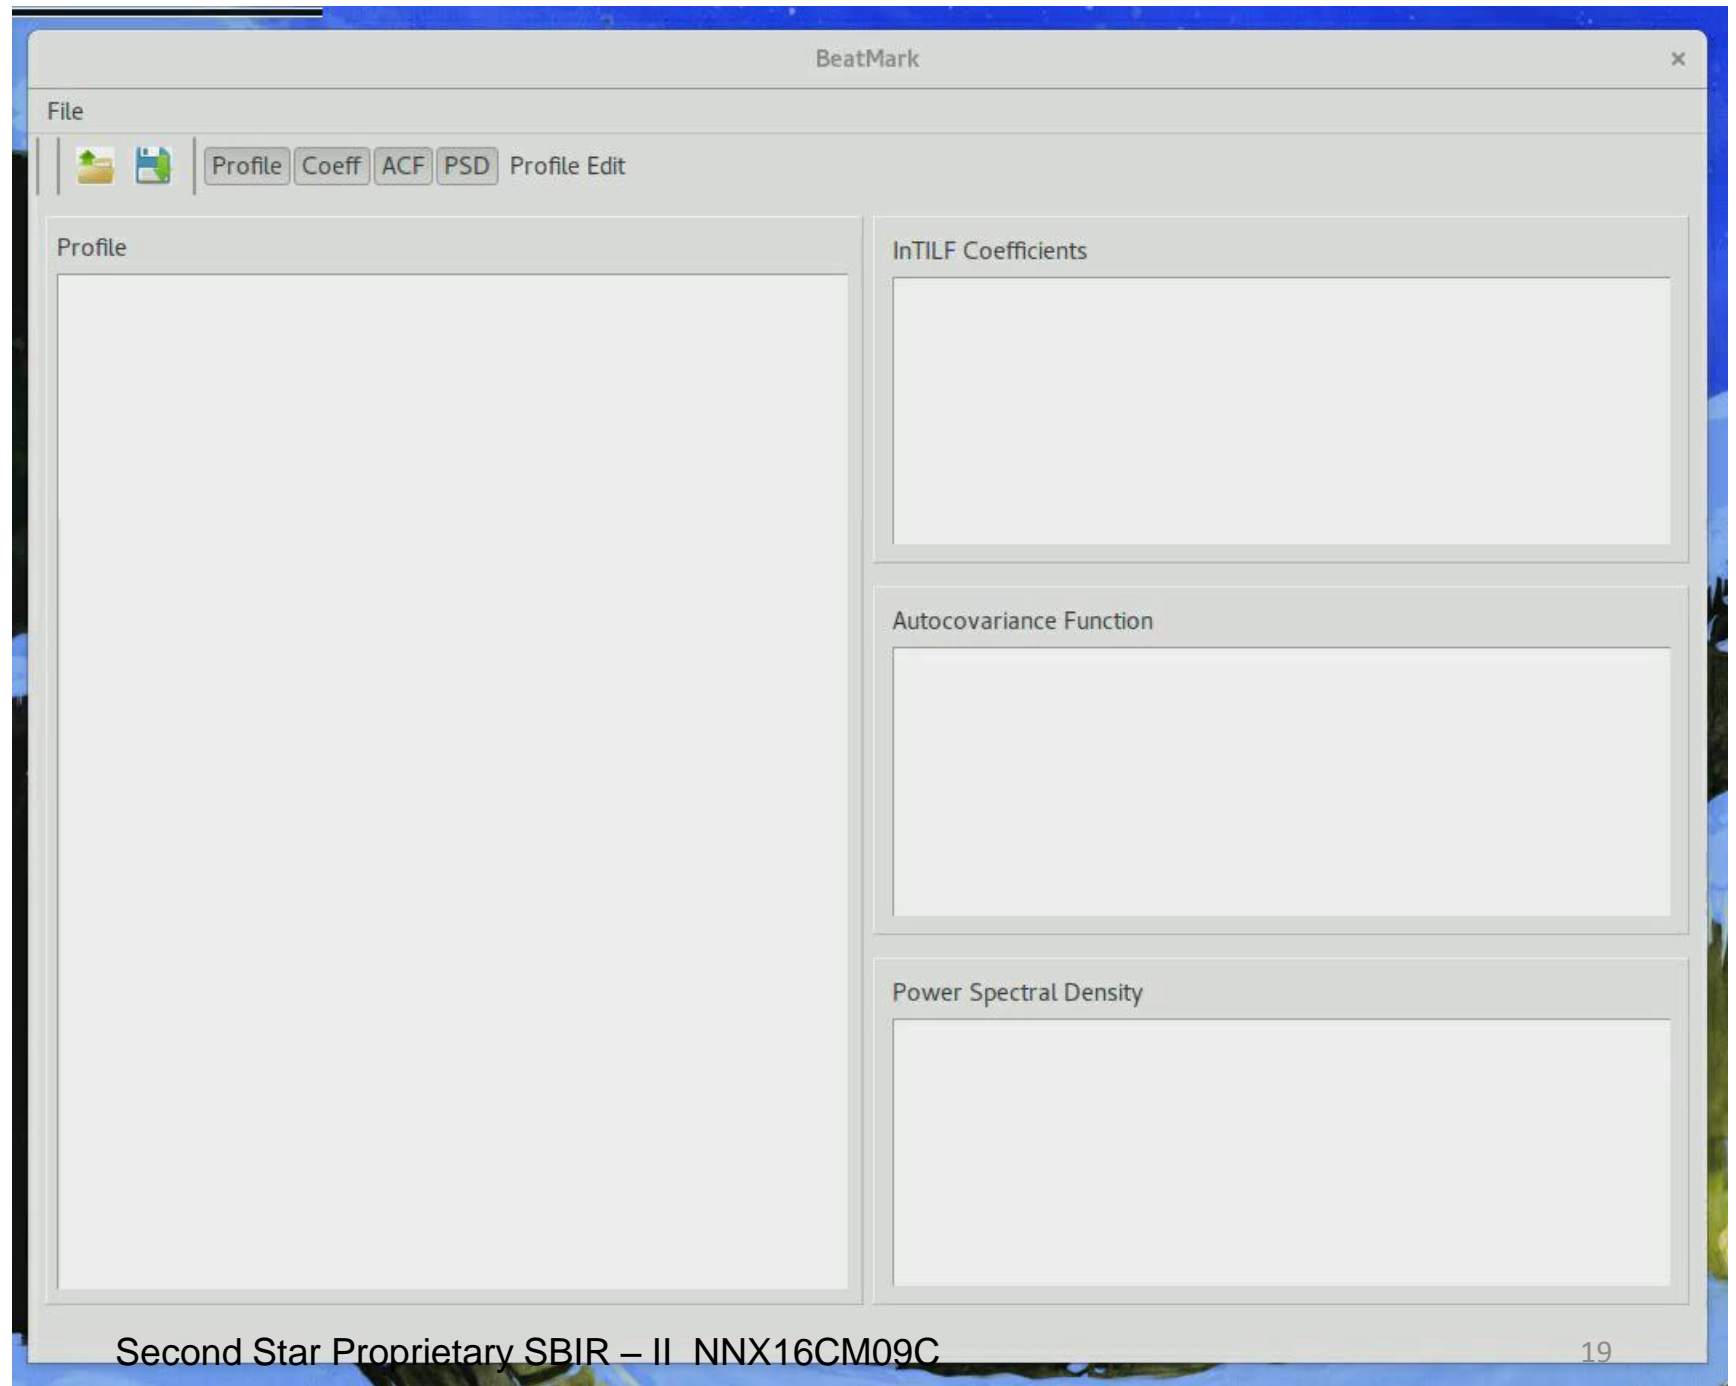 BeatMark
File
Profile Coeff ACF PSD Profile Edit
Profile
InTILF Coefficients
Autocovariance Function
Power Spectral Density
Second Star Proprietary SBIR – II NNX16CM09C
19